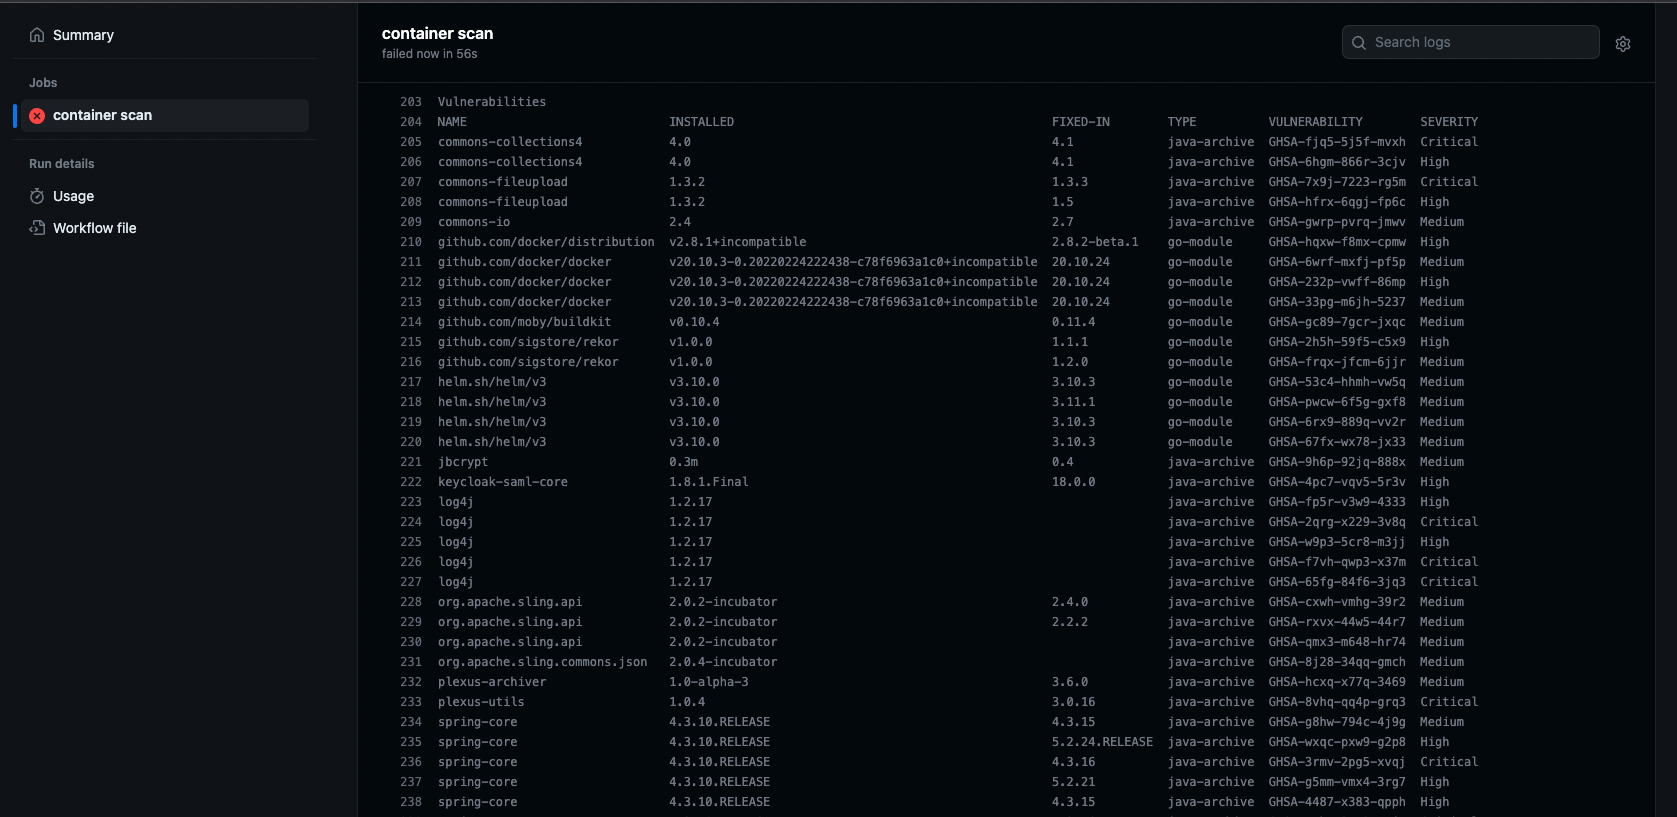 Summary
Jobs
container scan
Run details
Usage
Workflow file
container scan
failed now in 56s
Search logs
203 Vulnerabilities
204 NAME INSTALLED FIXED-IN TYPE VULNERABILITY SEVERITY
205 commons-collections4 4.0 4.1 java-archive GHSA-fjq5-5j5f-mvxh Critical
206 commons-collections4 4.0 4.1 java-archive GHSA-6hgm-866r-3cjv High
207 commons-fileupload 1.3.2 1.3.3 java-archive GHSA-7x9j-7223-rg5m Critical
208 commons-fileupload 1.3.2 1.5 java-archive GHSA-hfrx-6qgj-fp6c High
209 commons-io 2.4 2.7 java-archive GHSA-gwrp-pvrq-jmwv Medium
210 github.com/docker/distribution v2.8.1+incompatible 2.8.2-beta.1 go-module GHSA-hqxw-f8mx-cpmw High
211 github.com/docker/docker v20.10.3-0.20220224222438-c78f6963a1c0+incompatible 20.10.24 go-module GHSA-6wrf-mxfj-pf5p Medium
212 github.com/docker/docker v20.10.3-0.20220224222438-c78f6963a1c0+incompatible 20.10.24 go-module GHSA-232p-vwff-86mp High
213 github.com/docker/docker v20.10.3-0.20220224222438-c78f6963a1c0+incompatible 20.10.24 go-module GHSA-33pg-m6jh-5237 Medium
214 github.com/moby/buildkit v0.10.4 0.11.4 go-module GHSA-gc89-7gcr-jxqc Medium
215 github.com/sigstore/rekor v1.0.0 1.1.1 go-module GHSA-2h5h-59f5-c5x9 High
216 github.com/sigstore/rekor v1.0.0 1.2.0 go-module GHSA-frqx-jfcm-6jjr Medium
217 helm.sh/helm/v3 v3.10.0 3.10.3 go-module GHSA-53c4-hhmh-vw5q Medium
218 helm.sh/helm/v3 v3.10.0 3.11.1 go-module GHSA-pwcw-6f5g-gxf8 Medium
219 helm.sh/helm/v3 v3.10.0 3.10.3 go-module GHSA-6rx9-889q-vv2r Medium
220 helm.sh/helm/v3 v3.10.0 3.10.3 go-module GHSA-67fx-wx78-jx33 Medium
221 jbcrypt 0.3m 0.4 java-archive GHSA-9h6p-92jq-888x Medium
222 keycloak-saml-core 1.8.1.Final 18.0.0 java-archive GHSA-4pc7-vqv5-5r3v High
223 log4j 1.2.17 java-archive GHSA-fp5r-v3w9-4333 High
224 log4j 1.2.17 java-archive GHSA-2qrg-x229-3v8q Critical
225 log4j 1.2.17 java-archive GHSA-w9p3-5cr8-m3jj High
226 log4j 1.2.17 java-archive GHSA-f7vh-qwp3-x37m Critical
227 log4j 1.2.17 java-archive GHSA-65fg-84f6-3jq3 Critical
228 org.apache.sling.api 2.0.2-incubator 2.4.0 java-archive GHSA-cxwh-vmhg-39r2 Medium
229 org.apache.sling.api 2.0.2-incubator 2.2.2 java-archive GHSA-rxvx-44w5-44r7 Medium
230 org.apache.sling.api 2.0.2-incubator java-archive GHSA-qmx3-m648-hr74 Medium
231 org.apache.sling.commons.json 2.0.4-incubator java-archive GHSA-8j28-34qq-gmch Medium
232 plexus-archiver 1.0-alpha-3 3.6.0 java-archive GHSA-hcxq-x77q-3469 Medium
233 plexus-utils 1.0.4 3.0.16 java-archive GHSA-8vhq-qq4p-grq3 Critical
234 spring-core 4.3.10.RELEASE 4.3.15 java-archive GHSA-g8hw-794c-4j9g Medium
235 spring-core 4.3.10.RELEASE 5.2.24.RELEASE java-archive GHSA-wxqc-pxw9-g2p8 High
236 spring-core 4.3.10.RELEASE 4.3.16 java-archive GHSA-3rmv-2pg5-xvqj Critical
237 spring-core 4.3.10.RELEASE 5.2.21 java-archive GHSA-g5mm-vmx4-3rg7 High
238 spring-core 4.3.10.RELEASE 4.3.15 java-archive GHSA-4487-x383-qpph High